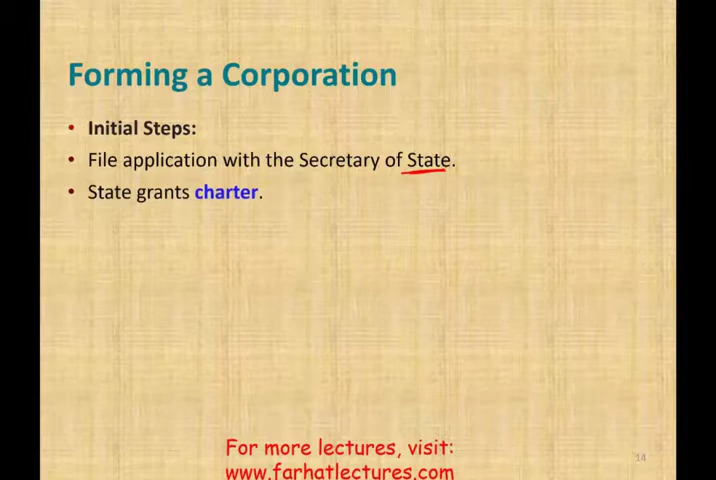 Forming a Corporation
• Initial Steps:
• File application with the Secretary of State.
• State grants charter.
For more lectures, visit:
www.farhatlectures.com
14